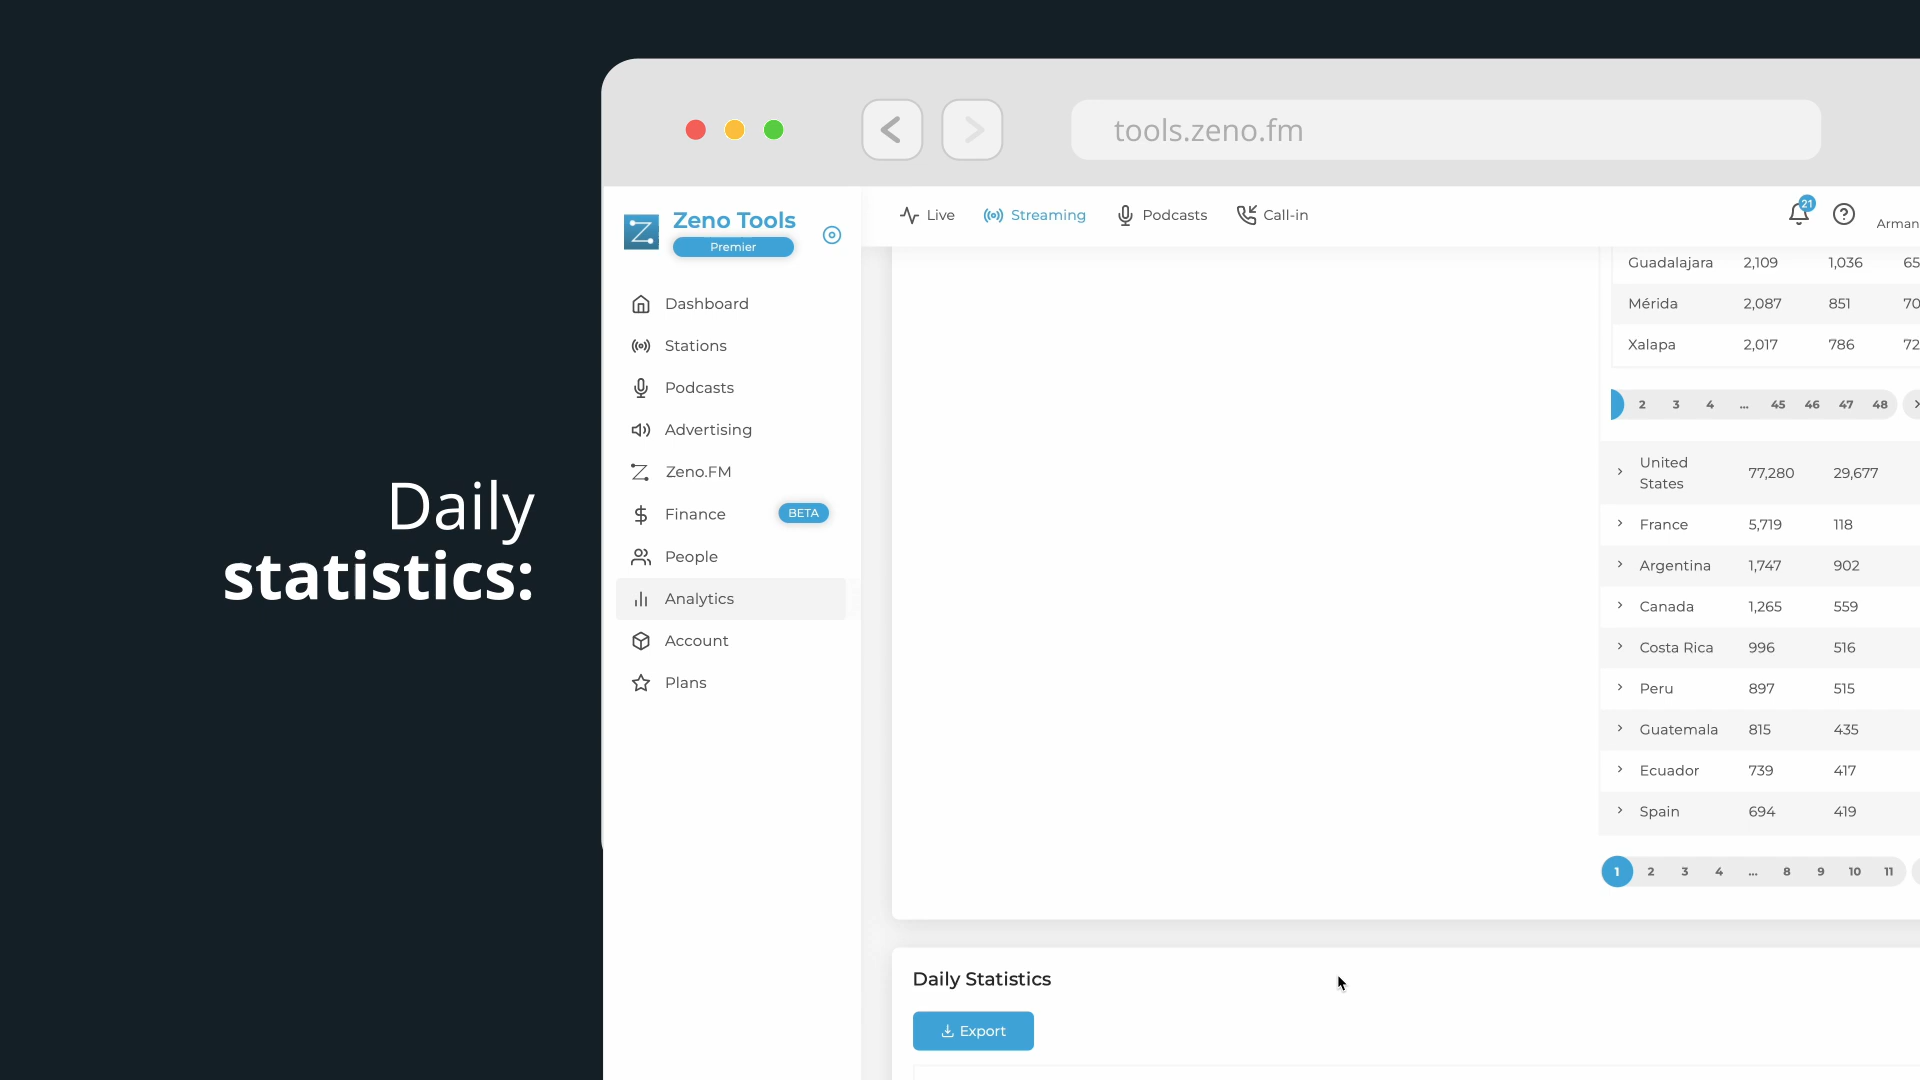 Daily
statistics:
tools.zeno.fm
Zeno Tools
Premier
Live
Streaming
Podcasts
Call-in
21
Arman
Dashboard
Stations
Podcasts
Advertising
Zeno.FM
Finance
BETA
People
Analytics
Account
Plans
Guadalajara 2,109 1,036 65
Mérida 2,087 851 70
Xalapa 2,017 786 72
2 3 4 ... 45 46 47 48
United
States 77,280 29,677
France 5,719 118
Argentina 1,747 902
Canada 1,265 559
Costa Rica 996 516
Peru 897 515
Guatemala 815 435
Ecuador 739 417
Spain 694 419
1 2 3 4 ... 8 9 10 11
Daily Statistics
Export